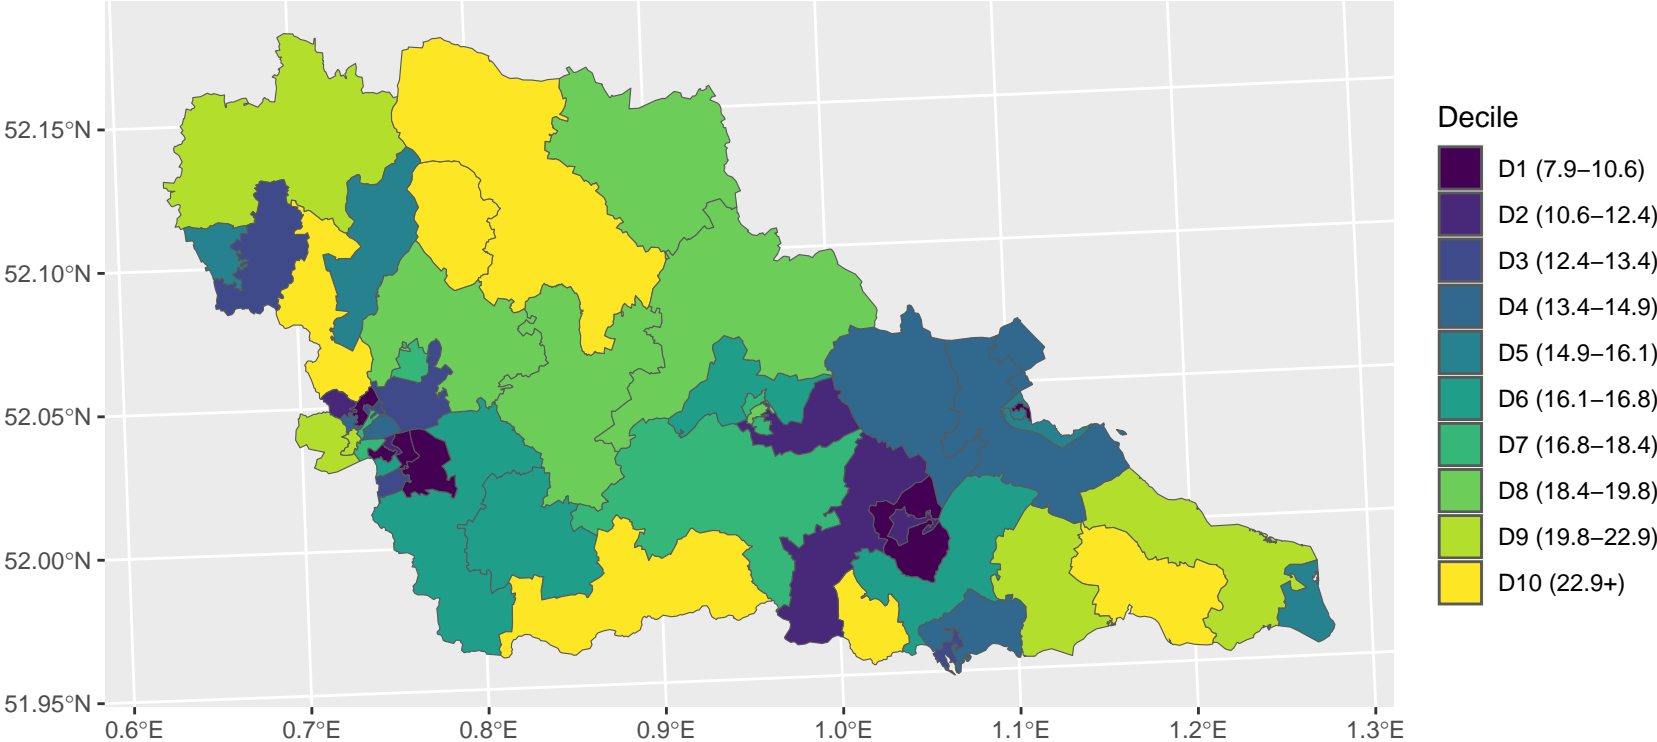 52.15°N
52.10°N
52.05°N
52.00°N
51.95°N
0.6°E 0.7°E 0.8°E 0.9°E 1.0°E 1.1°E 1.2°E 1.3°E
Decile
D1 (7.9–10.6)
D2 (10.6–12.4)
D3 (12.4–13.4)
D4 (13.4–14.9)
D5 (14.9–16.1)
D6 (16.1–16.8)
D7 (16.8–18.4)
D8 (18.4–19.8)
D9 (19.8–22.9)
D10 (22.9+)